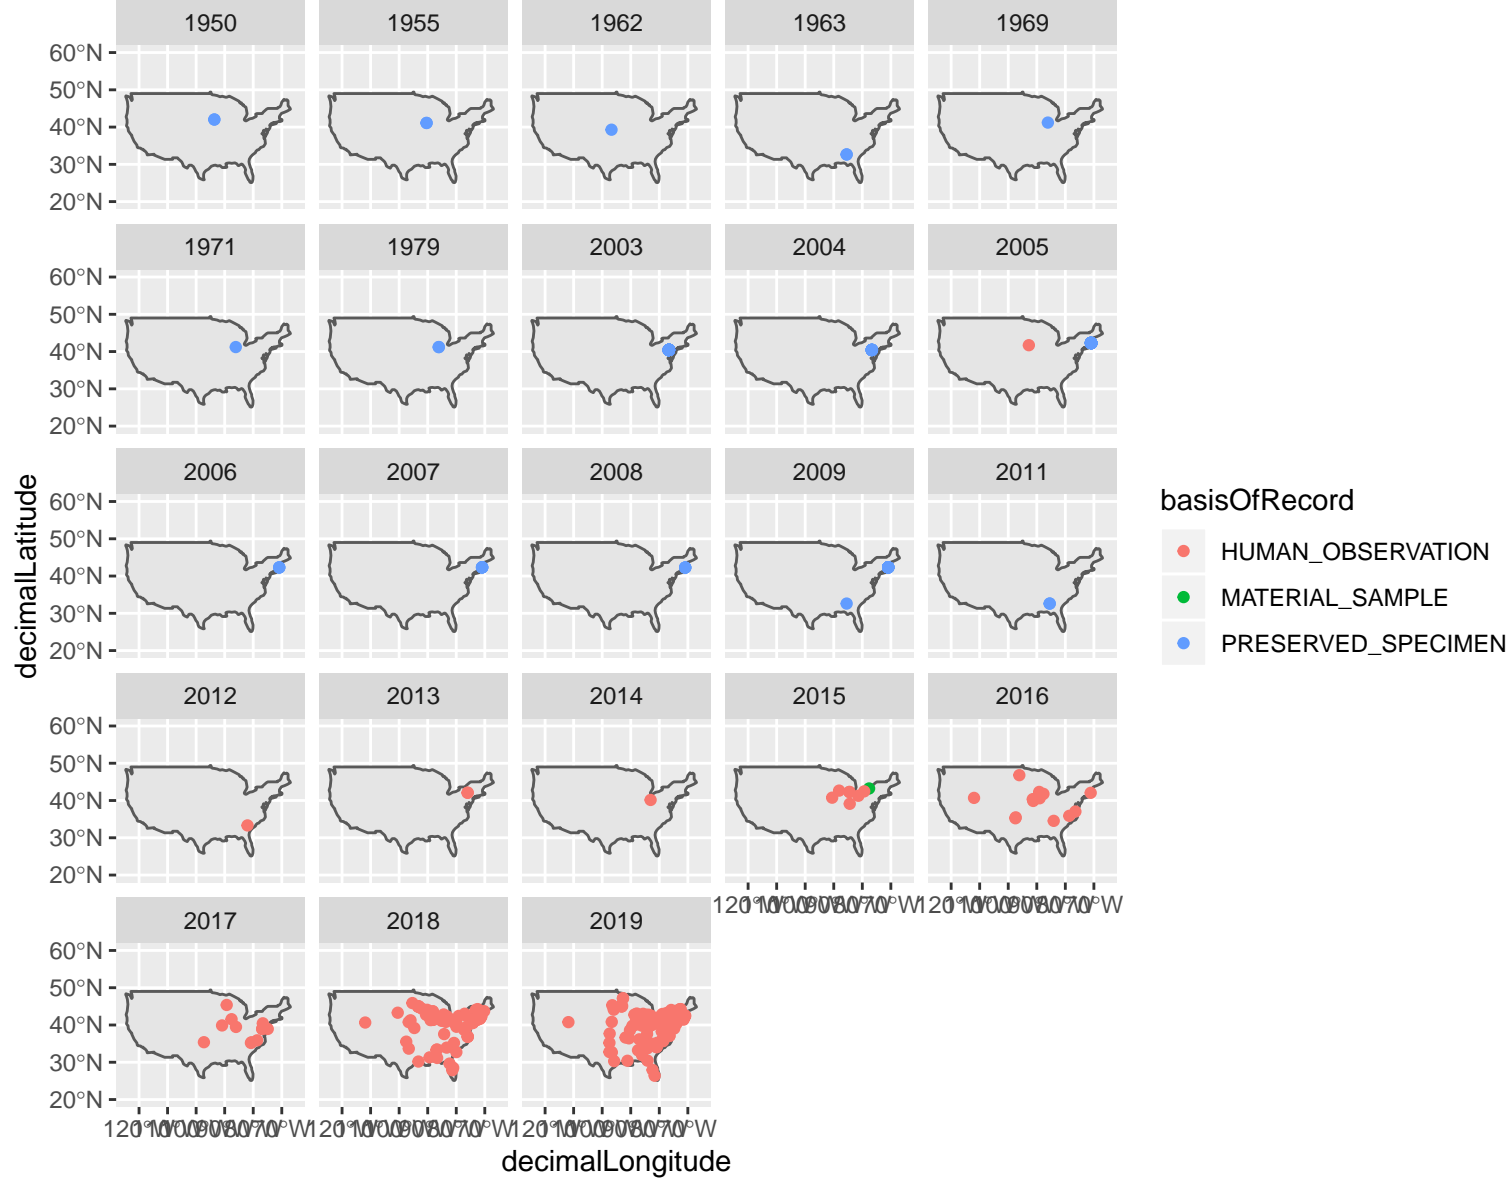 1950 1955 1962 1963 1969
60°N
50°N
40°N
30°N
20°N
1971 1979 2003 2004 2005
60°N
50°N
40°N
30°N
20°N
2006 2007 2008 2009 2011
60°N
50°N
40°N
30°N
20°N
2012 2013 2014 2015 2016
60°N
50°N
40°N
30°N
20°N
2017 2018 2019
60°N
50°N
40°N
30°N
20°N
decimalLongitude
decimalLatitude
basisOfRecord
HUMAN_OBSERVATION
MATERIAL_SAMPLE
PRESERVED_SPECIMEN